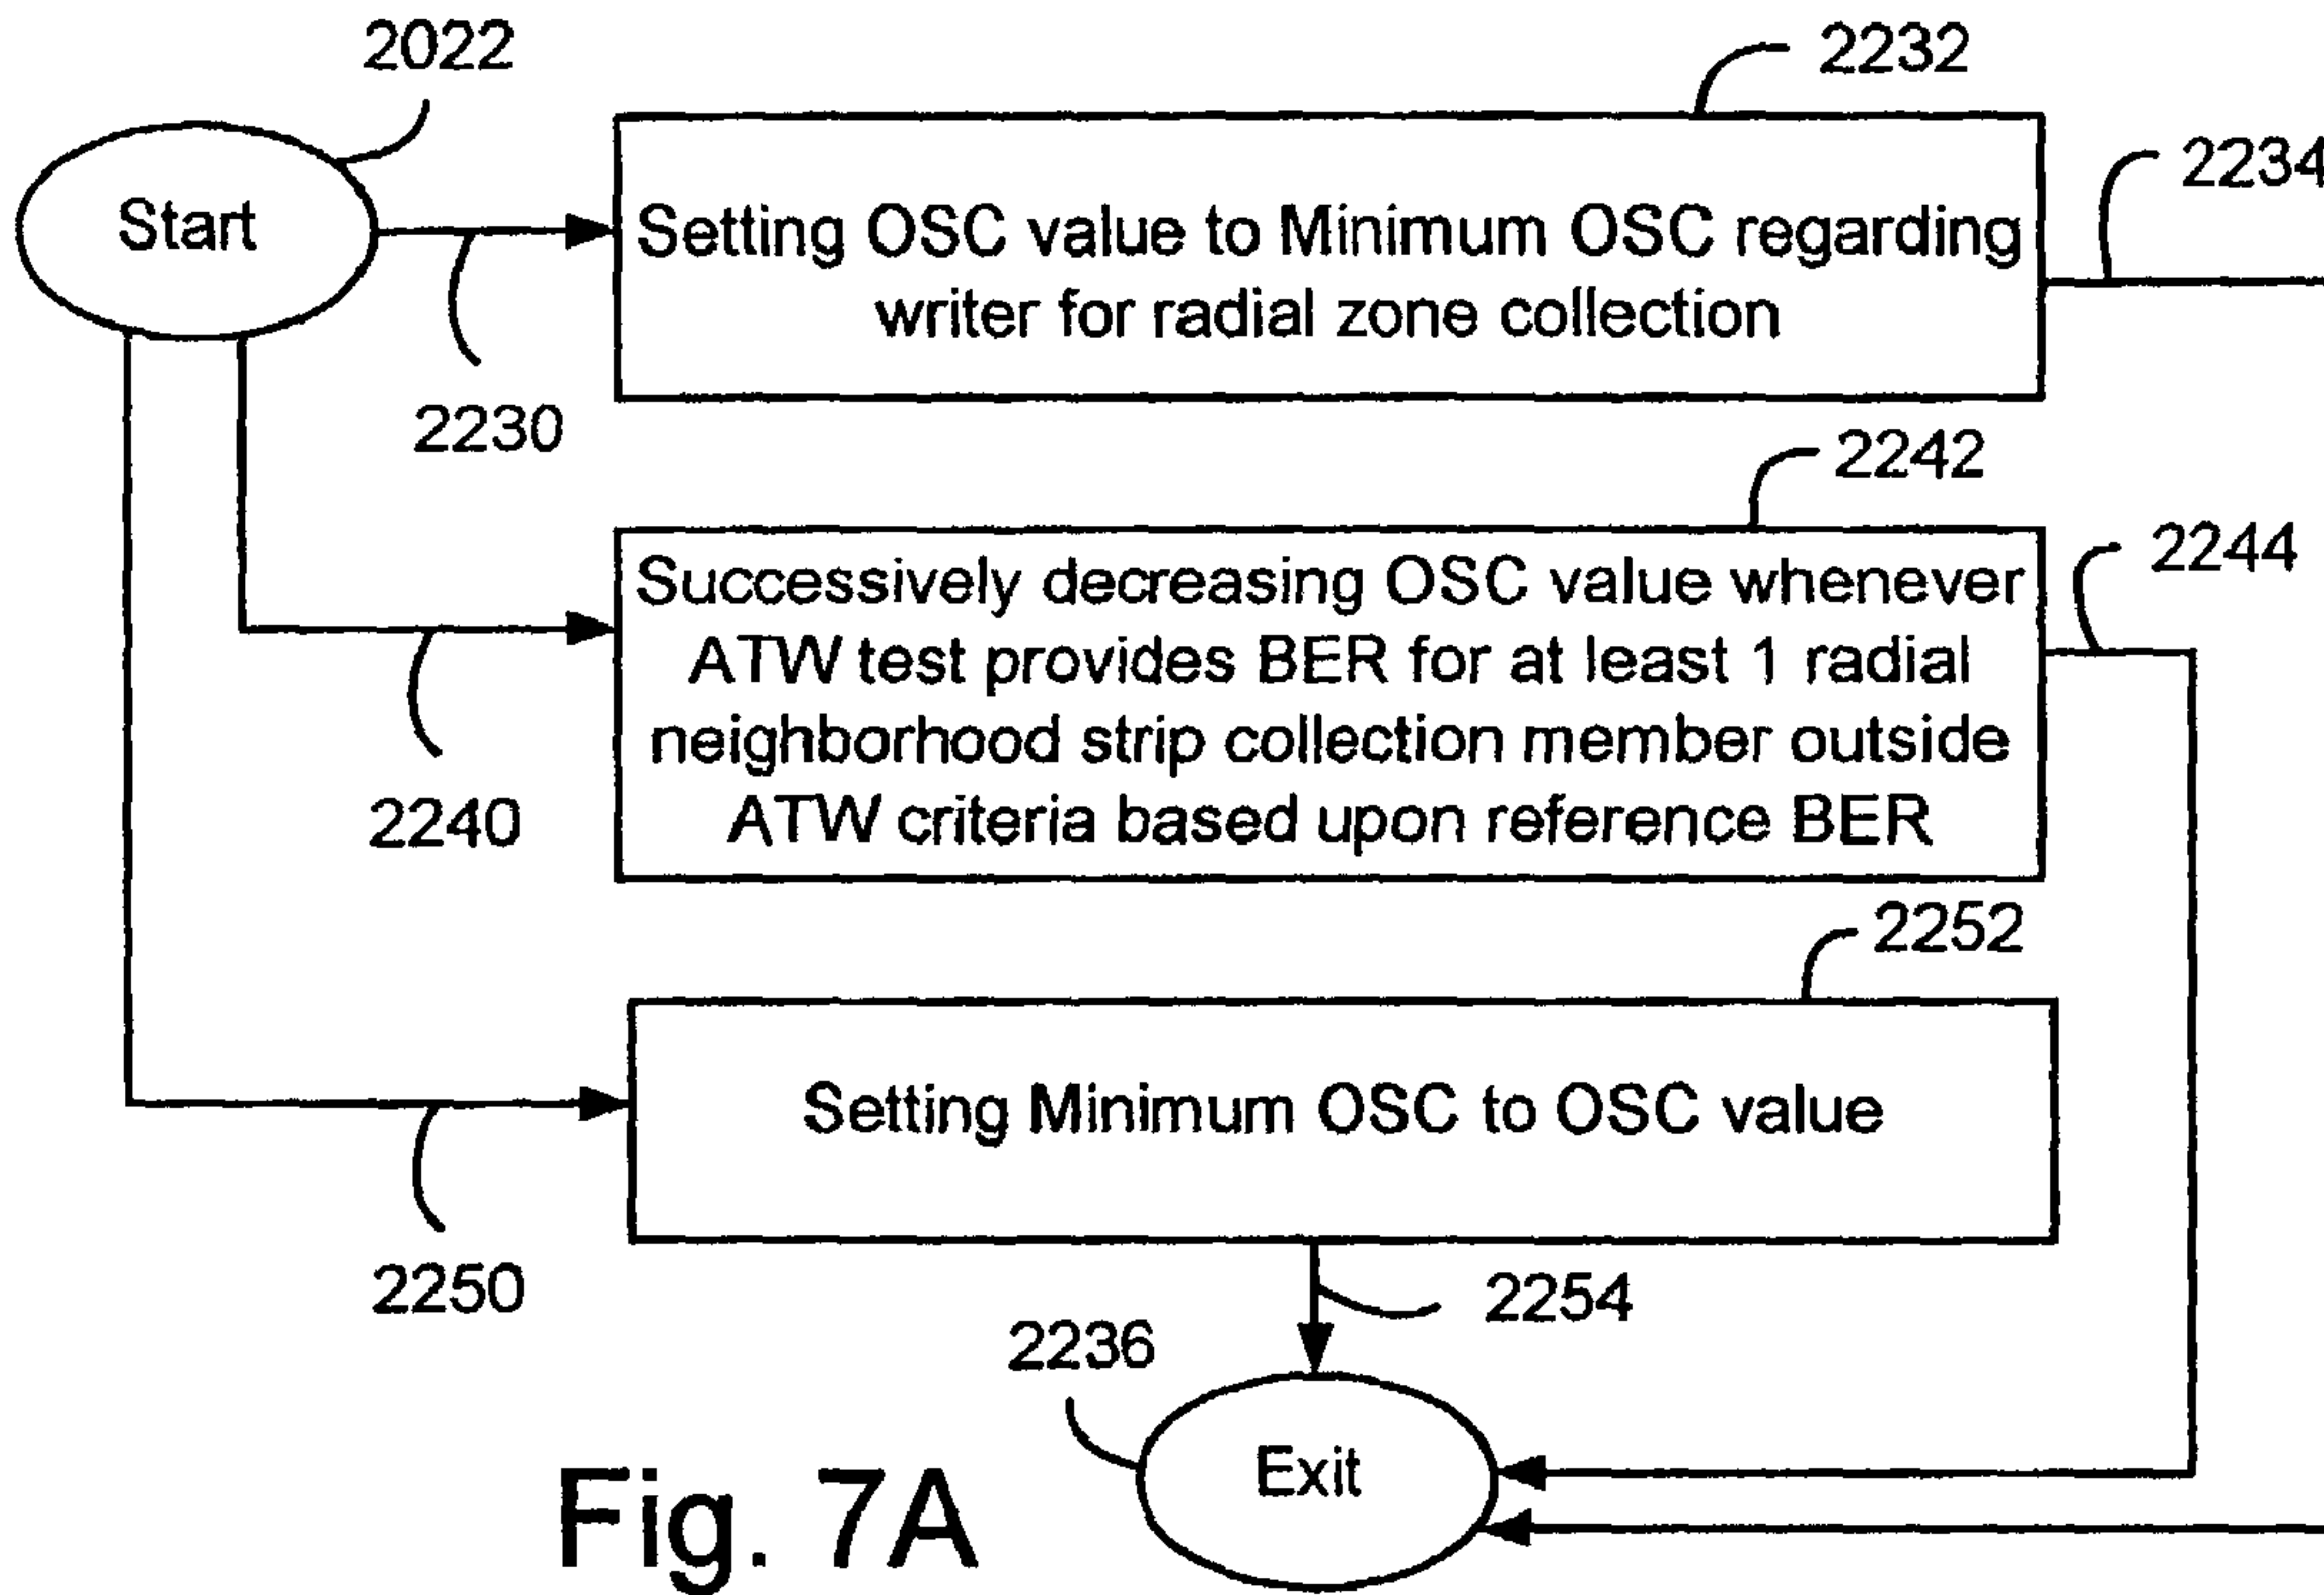 2022
2232
2234
Start
Setting OSC value to Minimum OSC regarding
writer for radial zone collection
2230
2242
2244
Successively decreasing OSC value whenever
ATW test provides BER for at least 1 radial
neighborhood strip collection member outside
ATW criteria based upon reference BER
2240
2252
Setting Minimum OSC to OSC value
2250
2254
2236
Exit
Fig. 7A